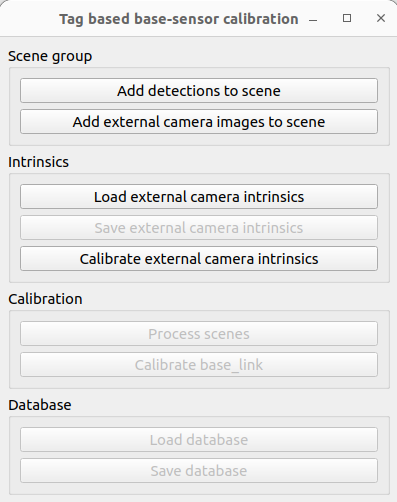 Tag based base-sensor calibration
Scene group
Add detections to scene
Add external camera images to scene
Intrinsics
Load external camera intrinsics
Save external camera intrinsics
Calibrate external camera intrinsics
Calibration
Process scenes
Calibrate base_link
Database
Load database
Save database